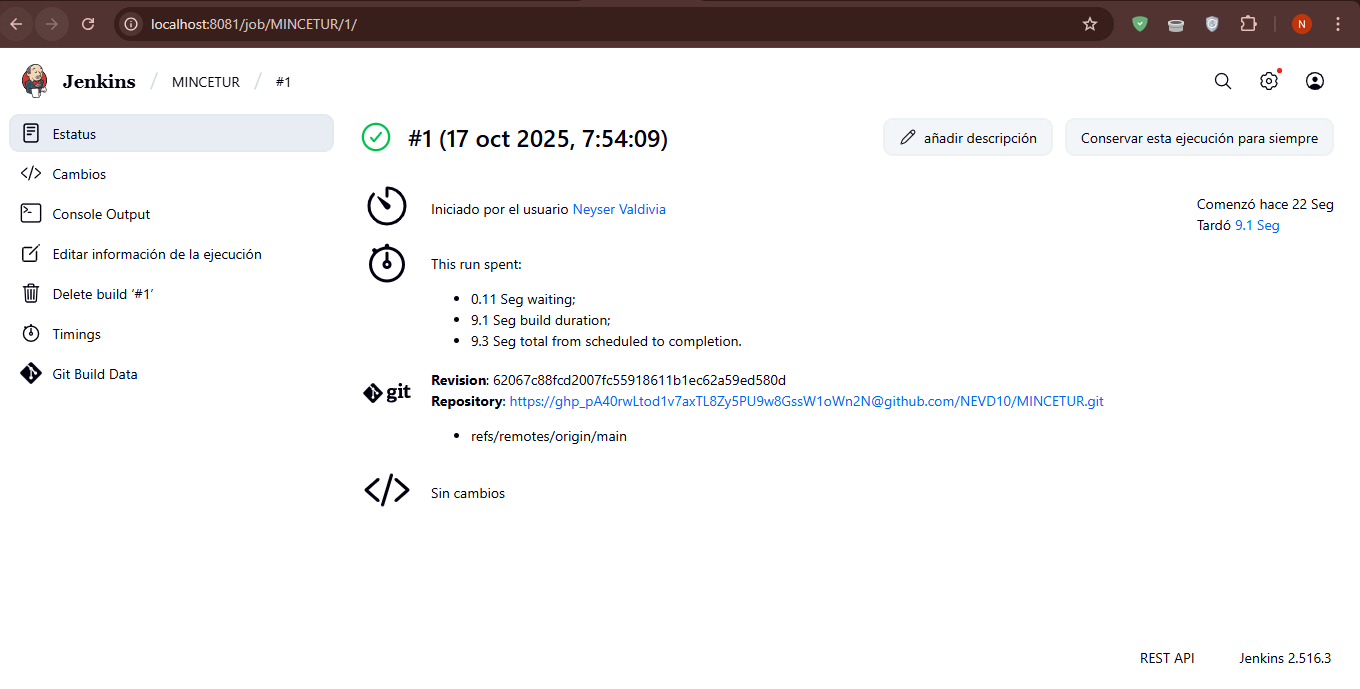 localhost:8081/job/MINCETUR/1/
N
Jenkins / MINCETUR / #1
Estatus
Cambios
Console Output
Editar información de la ejecución
Delete build ‘#1’
Timings
Git Build Data
#1 (17 oct 2025, 7:54:09)
añadir descripción
Conservar esta ejecución para siempre
Iniciado por el usuario Neyser Valdivia
Comenzó hace 22 Seg
Tardó 9.1 Seg
This run spent:
0.11 Seg waiting;
9.1 Seg build duration;
9.3 Seg total from scheduled to completion.
git
Revision: 62067c88fcd2007fc55918611b1ec62a59ed580d
Repository: https://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@github.com/NEVD10/MINCETUR.git
refs/remotes/origin/main
Sin cambios
REST API
Jenkins 2.516.3